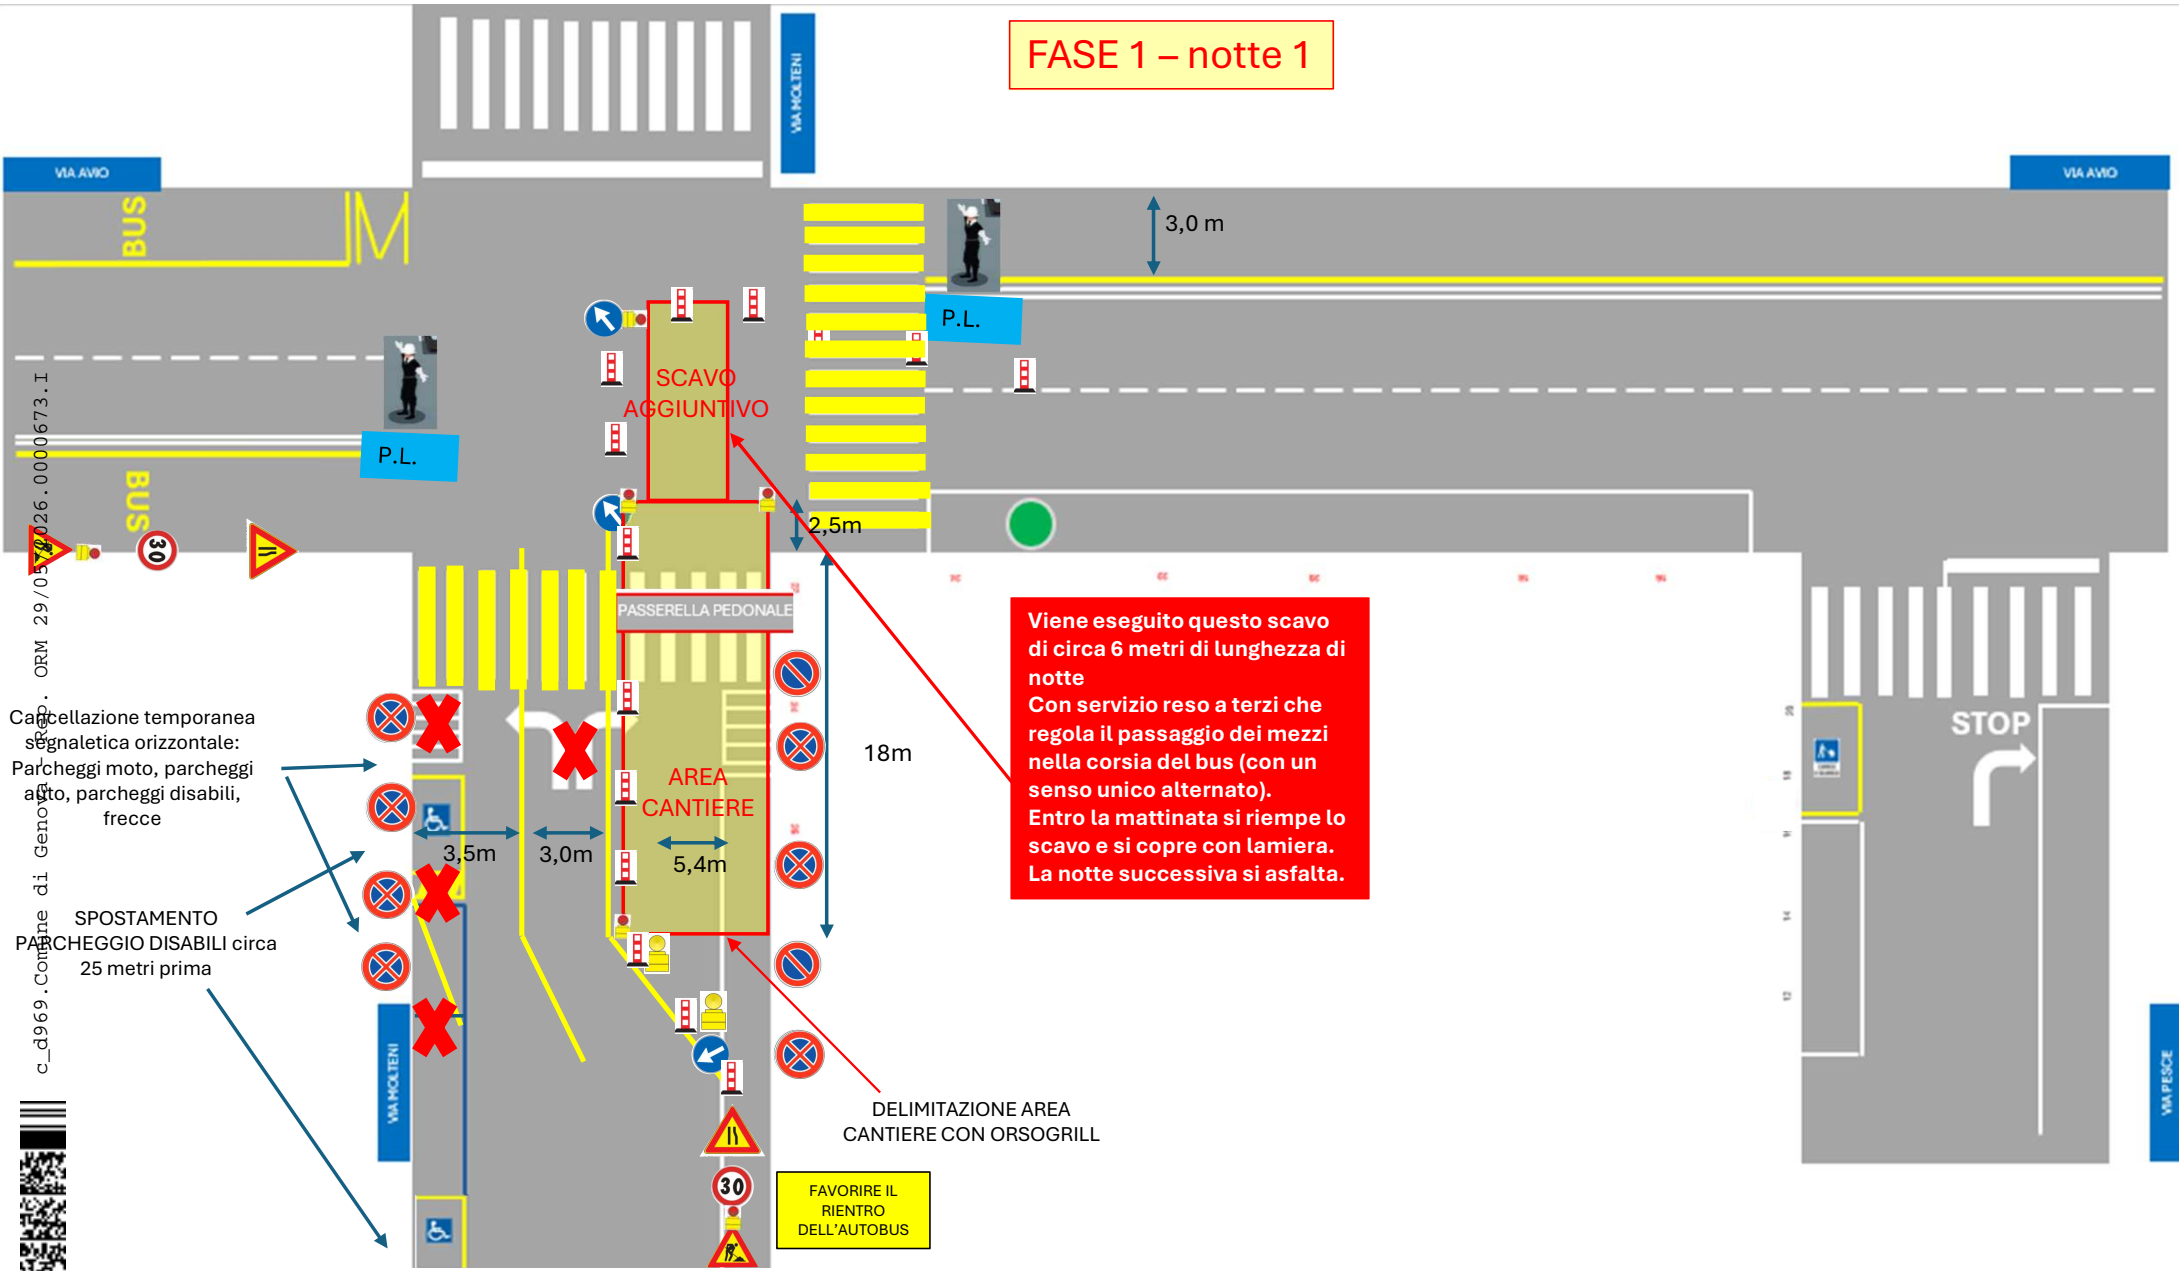 FASE 1 – notte 1
VIA MOLTENI
VIA AVIO
VIA AVIO
BUS
3,0 m
P.L.
SCAVO
AGGIUNTIVO
P.L.
BUS
2,5m
30
PASSERELLA PEDONALE
Viene eseguito questo scavo
di circa 6 metri di lunghezza di
notte
Con servizio reso a terzi che
regola il passaggio dei mezzi
nella corsia del bus (con un
senso unico alternato).
Entro la mattinata si riempe lo
scavo e si copre con lamiera.
La notte successiva si asfalta.
Cancellazione temporanea
segnaletica orizzontale:
Parcheggi moto, parcheggi
auto, parcheggi disabili,
frecce
18m
AREA
CANTIERE
3,5m
3,0m
5,4m
STOP
SPOSTAMENTO
PARCHEGGIO DISABILI circa
25 metri prima
VIA MOLTENI
VIA PESCE
DELIMITAZIONE AREA
CANTIERE CON ORSOGRILL
30
FAVORIRE IL
RIENTRO
DELL'AUTOBUS